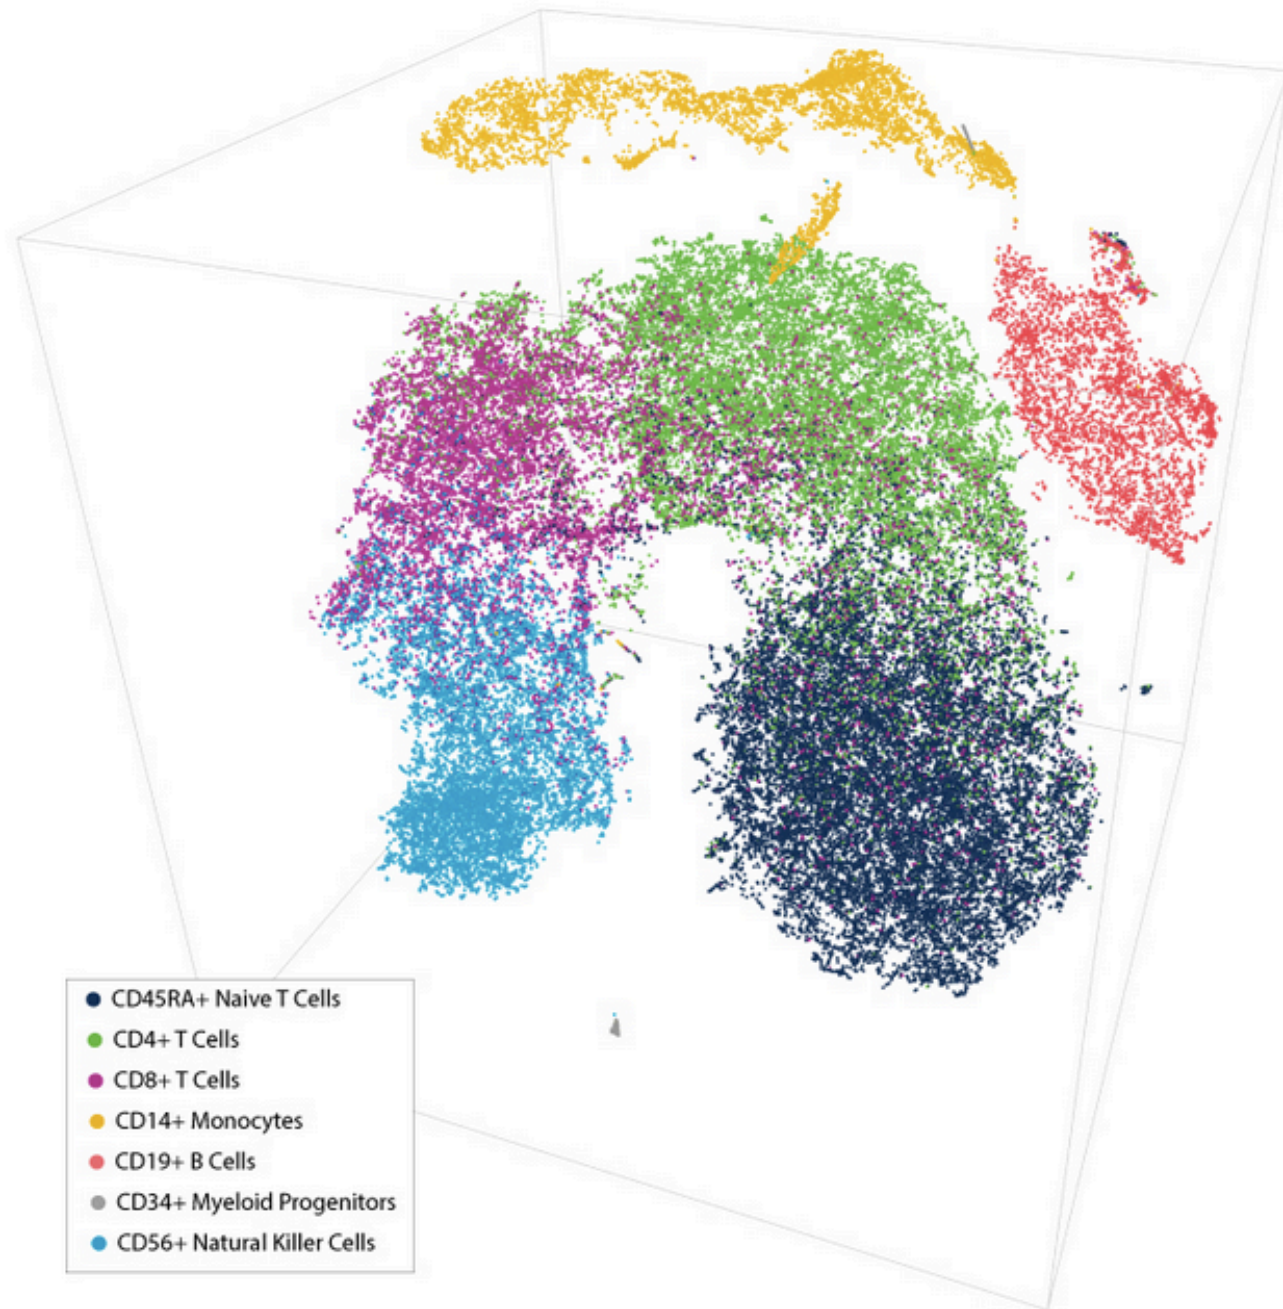 CD45RA+ Naive T Cells
CD4+ T Cells
CD8+ T Cells
CD14+ Monocytes
CD19+ B Cells
CD34+ Myeloid Progenitors
CD56+ Natural Killer Cells